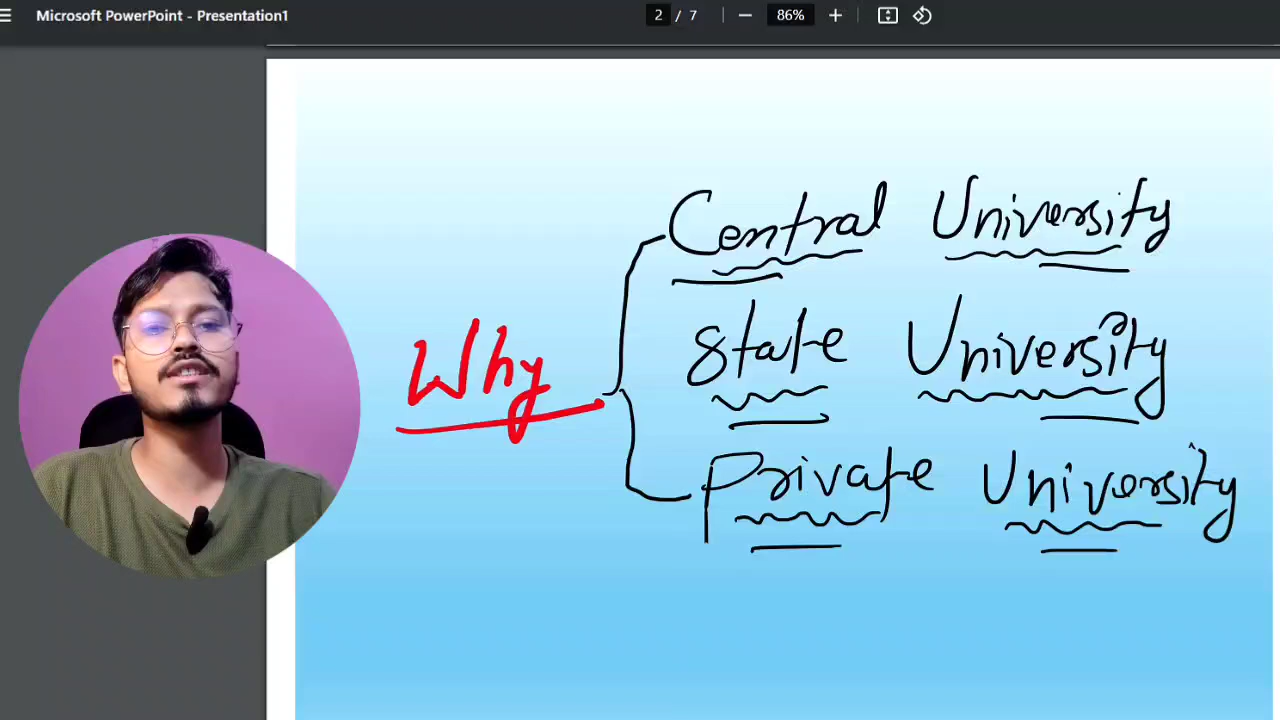 Microsoft PowerPoint - Presentation1
2 / 7
86%
Central University
State University
Why
Private University